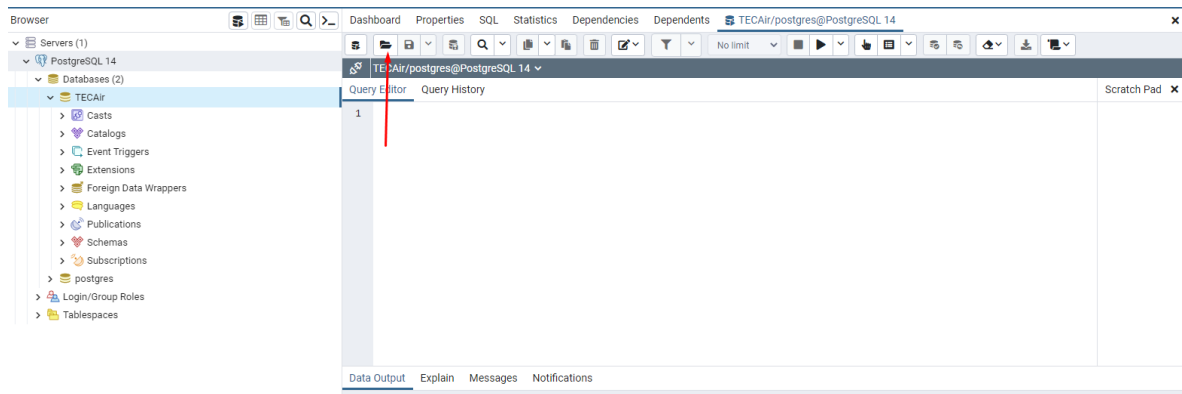 Browser
Dashboard Properties SQL Statistics Dependencies Dependents TECAir/postgres@PostgreSQL 14
Servers (1)
No limit
PostgreSQL 14
TECAir/postgres@PostgreSQL 14
Databases (2)
Query Editor Query History Scratch Pad
TECAir
1
Casts
Catalogs
Event Triggers
Extensions
Foreign Data Wrappers
Languages
Publications
Schemas
Subscriptions
postgres
Login/Group Roles
Tablespaces
Data Output Explain Messages Notifications